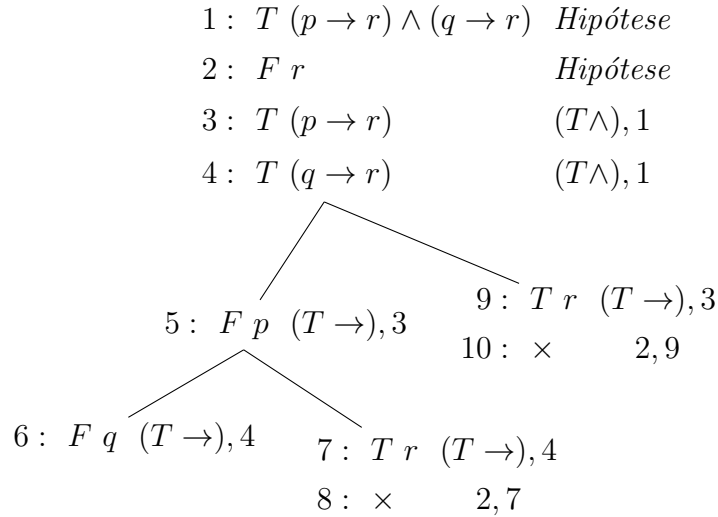 1 : T (p → r) ∧ (q → r) Hipótese
2 : F r Hipótese
3 : T (p → r) (T∧), 1
4 : T (q → r) (T∧), 1
5 : F p (T →), 3
9 : T r (T →), 3
10 : × 2, 9
6 : F q (T →), 4
7 : T r (T →), 4
8 : × 2, 7